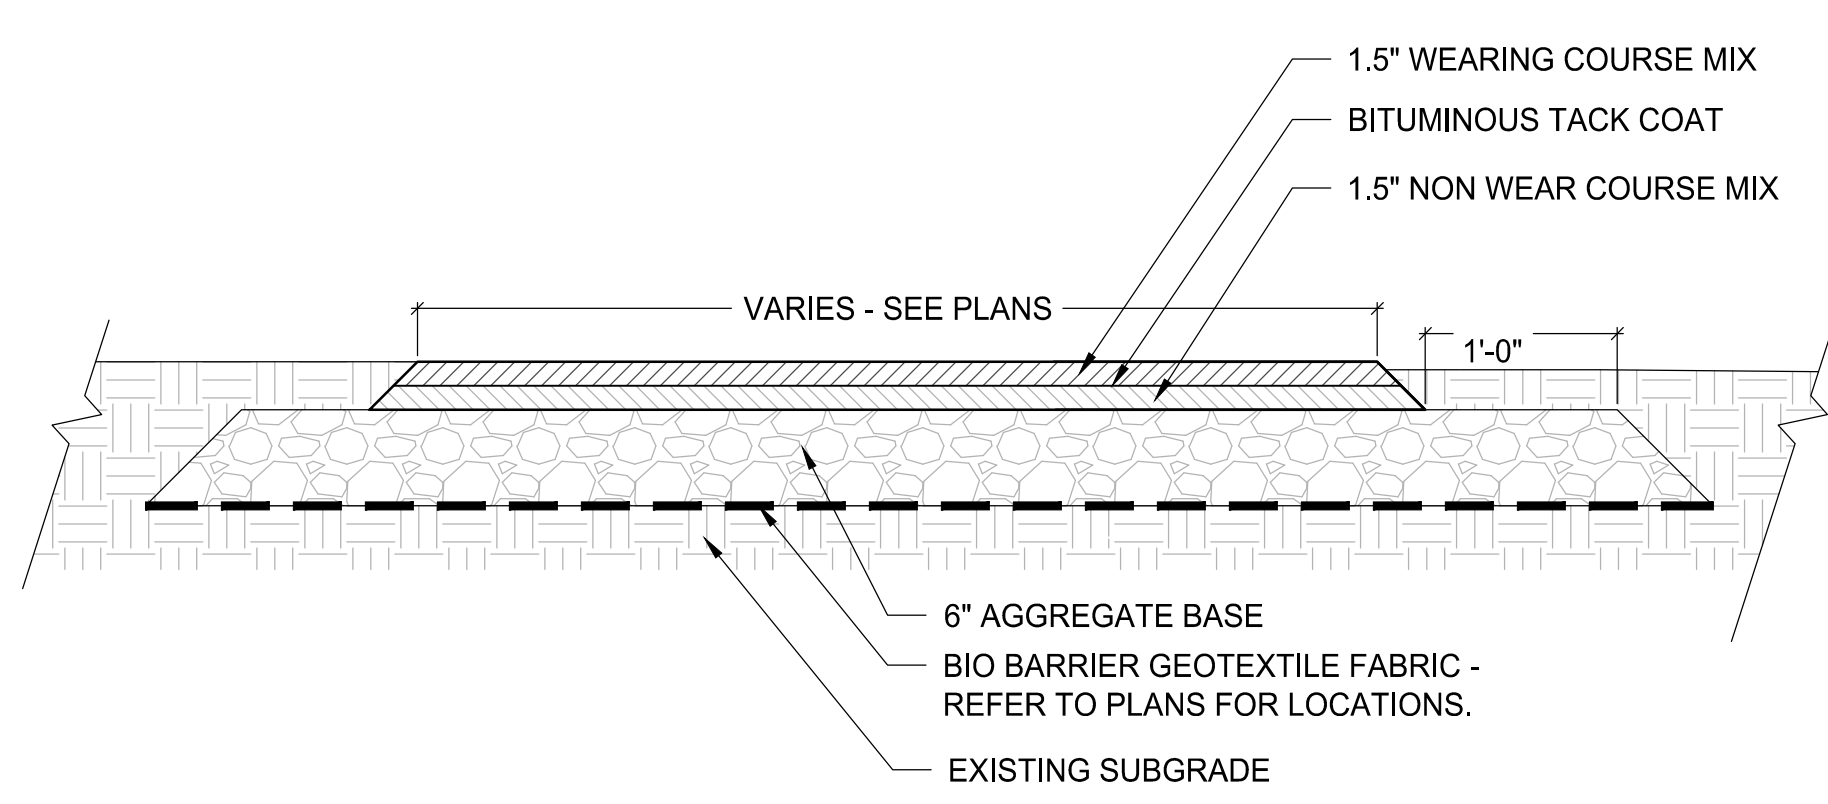 1.5" WEARING COURSE MIX
BITUMINOUS TACK COAT
1.5" NON WEAR COURSE MIX
VARIES - SEE PLANS
1'-0"
6" AGGREGATE BASE
BIO BARRIER GEOTEXTILE FABRIC -
REFER TO PLANS FOR LOCATIONS.
EXISTING SUBGRADE